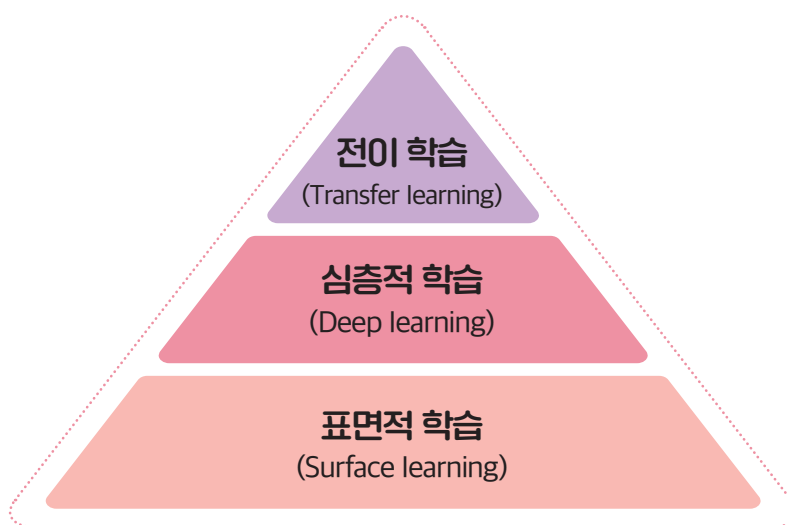 전이 학습
(Transfer learning)
심층적 학습
(Deep learning)
표면적 학습
(Surface learning)